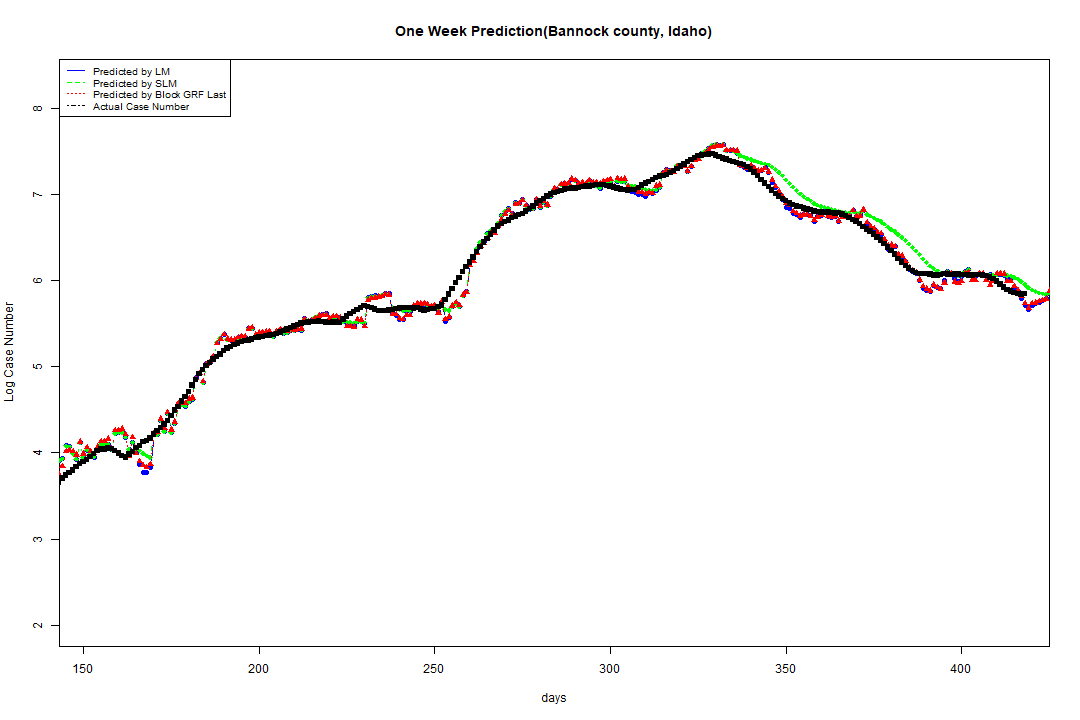 One Week Prediction(Bannock county, Idaho)
Predicted by LM
Predicted by SLM
Predicted by Block GRF Last
Actual Case Number
8
7
6
5
4
3
2
Log Case Number
150 200 250 300 350 400
days